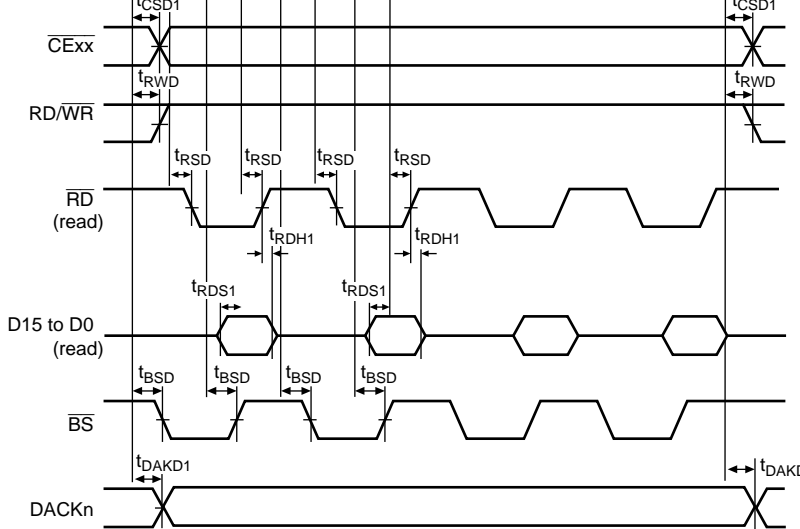 tCSD1 tCSD1
CExx
tRWD tRWD
RD/WR
tRSD tRSD tRSD tRSD
RD
(read)
tRDH1 tRDH1
tRDS1 tRDS1
D15 to D0
(read)
tBSD tBSD tBSD tBSD
BS
tDAKD1 tDAKD
DACKn